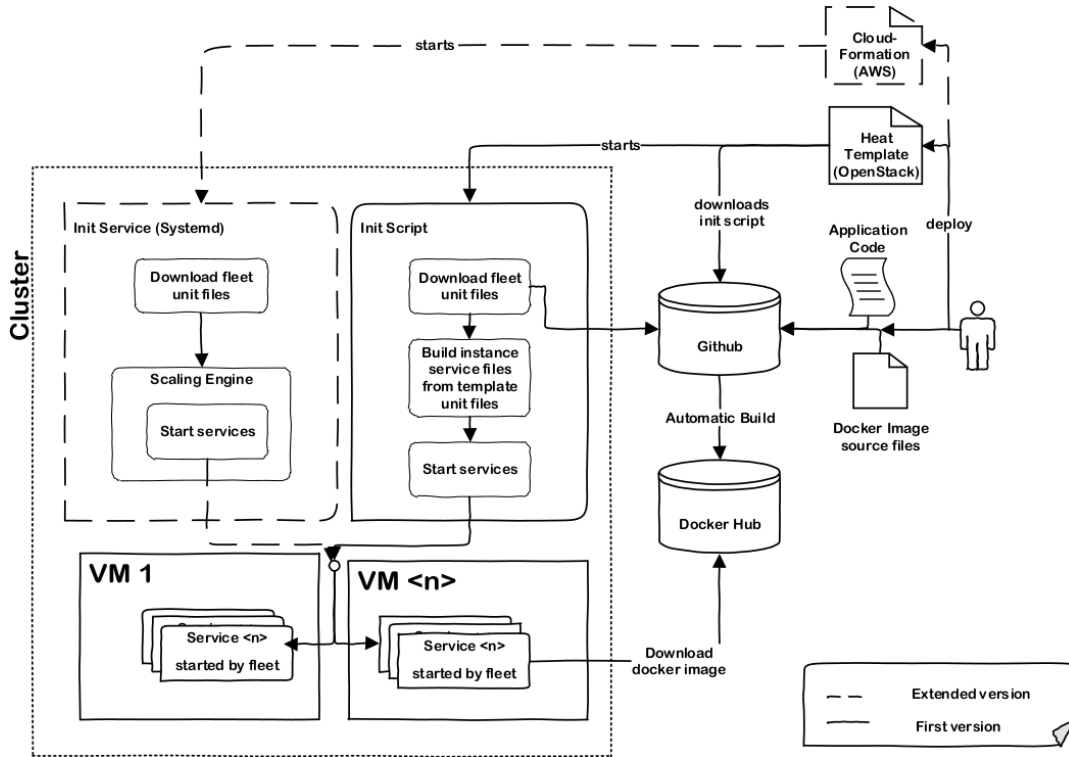 Cloud-
Formation
(AWS)
starts
Heat
Template
(OpenStack)
starts
downloads
init script
deploy
Application
Code
Cluster
Init Service (Systemd)
Download fleet
unit files
Scaling Engine
Start services
Init Script
Download fleet
unit files
Build instance
service files
from template
unit files
Start services
Github
Automatic Build
Docker Image
source files
Docker Hub
VM 1
Service <n>
started by fleet
VM <n>
Service <n>
started by fleet
Download
docker image
Extended version
First version